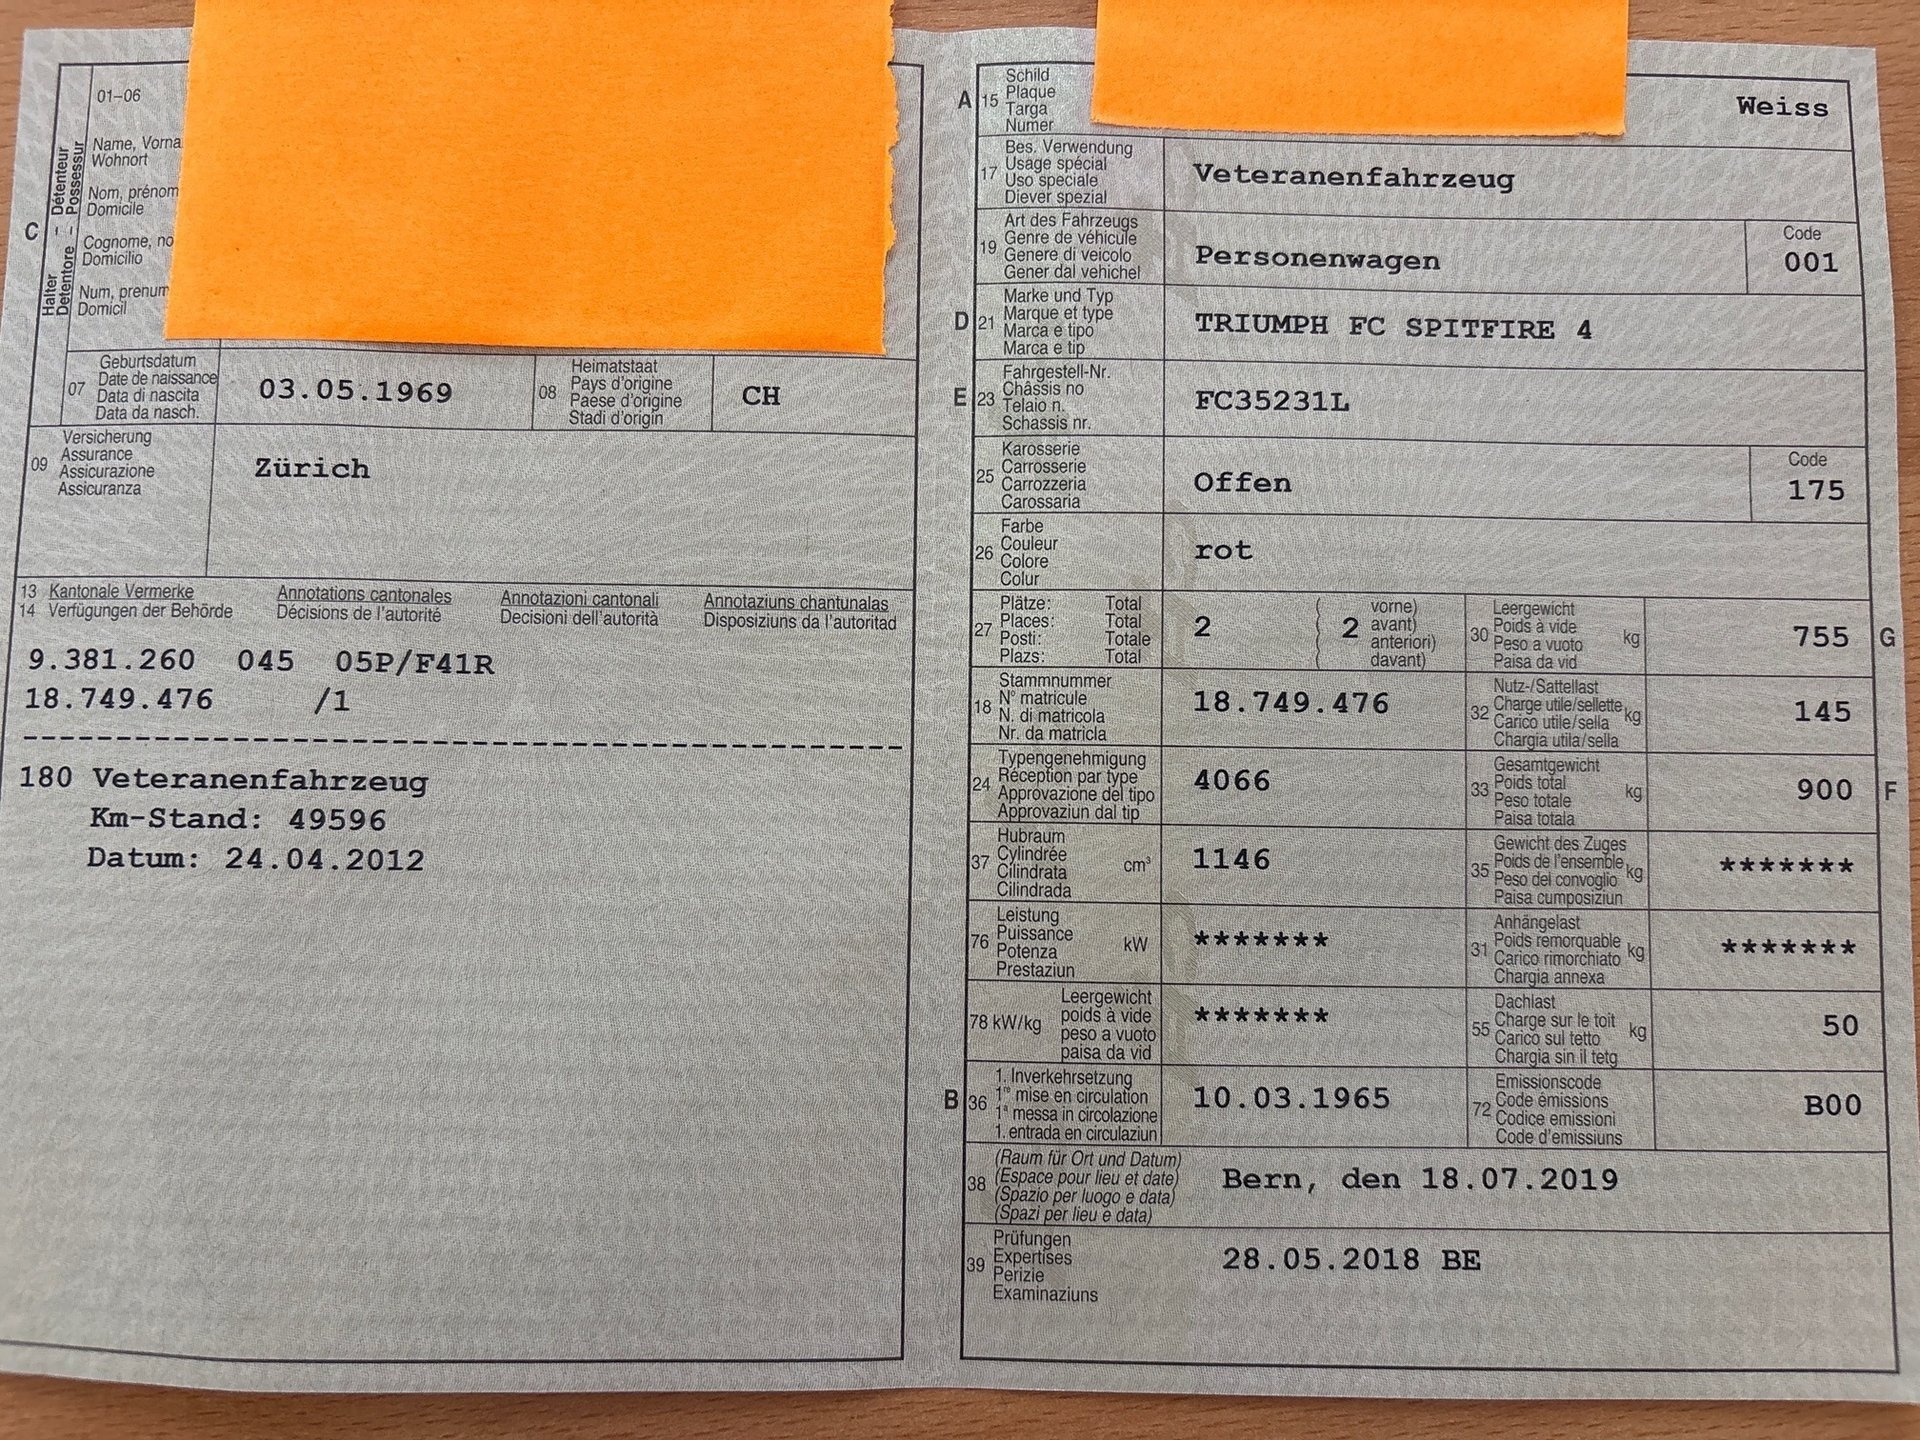 01–06
Name, Vorna
Wohnort
Nom, prénom
Domicile
Cognome, no
Domicilio
Num, prenum
Domicil
C
Halter – Détenteur
Detentore – Possessur
07
Geburtsdatum
Date de naissance
Data di nascita
Data da nasch.
03.05.1969
08
Heimatstaat
Pays d'origine
Paese d'origine
Stadi d'origin
CH
09
Versicherung
Assurance
Assicurazione
Assicuranza
Zürich
13 Kantonale Vermerke Annotations cantonales Annotazioni cantonali Annotaziuns chantunalas
14 Verfügungen der Behörde Décisions de l'autorité Decisioni dell'autorità Disposiziuns da l'autoritad
9.381.260 045 05P/F41R
18.749.476 /1
180 Veteranenfahrzeug
Km-Stand: 49596
Datum: 24.04.2012
A
15
Schild
Plaque
Targa
Numer
Weiss
17
Bes. Verwendung
Usage spécial
Uso speciale
Diever spezial
Veteranenfahrzeug
19
Art des Fahrzeugs
Genre de véhicule
Genere di veicolo
Gener dal vehichel
Personenwagen
Code
001
D
21
Marke und Typ
Marque et type
Marca e tipo
Marca e tip
TRIUMPH FC SPITFIRE 4
E
23
Fahrgestell-Nr.
Châssis no
Telaio n.
Schassis nr.
FC35231L
25
Karosserie
Carrosserie
Carrozzeria
Carossaria
Offen
Code
175
26
Farbe
Couleur
Colore
Colur
rot
27
Plätze: Total
Places: Total
Posti: Totale
Plazs: Total
2
( vorne)
( 2 avant)
( anteriori)
( davant)
30
Leergewicht
Poids à vide
Peso a vuoto
Paisa da vid
kg
755
G
18
Stammnummer
N° matricule
N. di matricola
Nr. da matricla
18.749.476
32
Nutz-/Sattellast
Charge utile/sellette
Carico utile/sella
Chargia utila/sella
kg
145
24
Typengenehmigung
Réception par type
Approvazione del tipo
Approvaziun dal tip
4066
33
Gesamtgewicht
Poids total
Peso totale
Paisa totala
kg
900
F
37
Hubraum
Cylindrée
Cilindrata
Cilindrada
cm³
1146
35
Gewicht des Zuges
Poids de l'ensemble
Peso del convoglio
Paisa cumposiziun
kg
*******
76
Leistung
Puissance
Potenza
Prestaziun
kW
*******
31
Anhängelast
Poids remorquable
Carico rimorchiato
Chargia annexa
kg
*******
78 kW/kg
Leergewicht
poids à vide
peso a vuoto
paisa da vid
*******
55
Dachlast
Charge sur le toit
Carico sul tetto
Chargia sin il tetg
kg
50
B
36
1. Inverkehrsetzung
1re mise en circulation
1a messa in circolazione
1. entrada en circulaziun
10.03.1965
72
Emissionscode
Code émissions
Codice emissioni
Code d'emissiuns
B00
38
(Raum für Ort und Datum)
(Espace pour lieu et date)
(Spazio per luogo e data)
(Spazi per lieu e data)
Bern, den 18.07.2019
39
Prüfungen
Expertises
Perizie
Examinaziuns
28.05.2018 BE